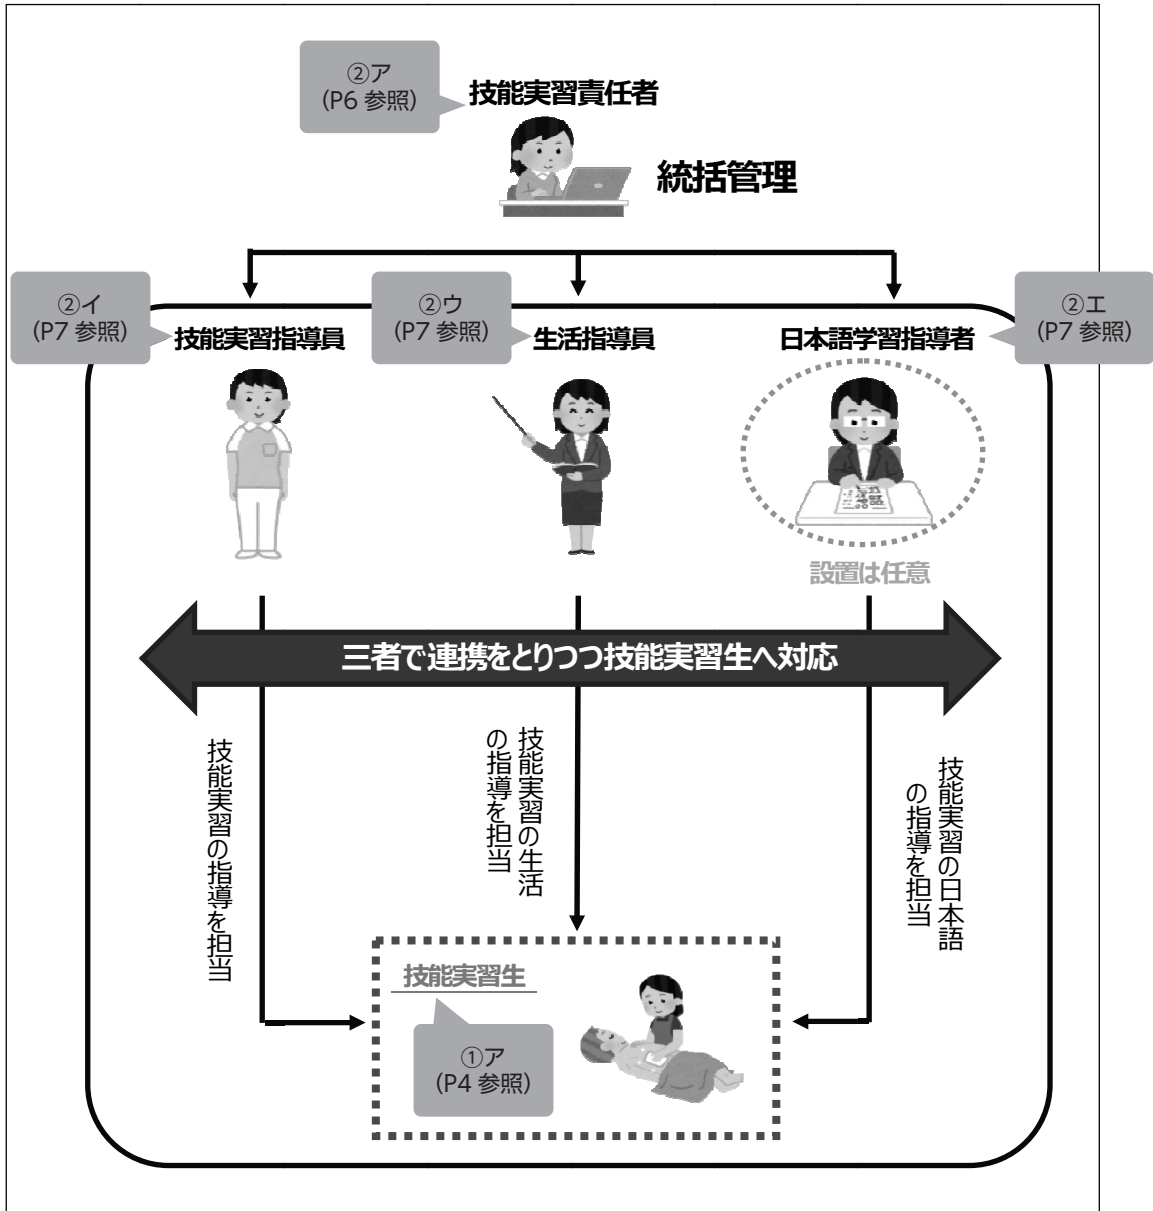 ②ア
(P6 参照)
技能実習責任者
統括管理
②イ
(P7 参照)
技能実習指導員
②ウ
(P7 参照)
生活指導員
②エ
(P7 参照)
日本語学習指導者
設置は任意
三者で連携をとりつつ技能実習生へ対応
技能実習の指導を担当
技能実習の生活
の指導を担当
技能実習の日本語
の指導を担当
技能実習生
①ア
(P4 参照)